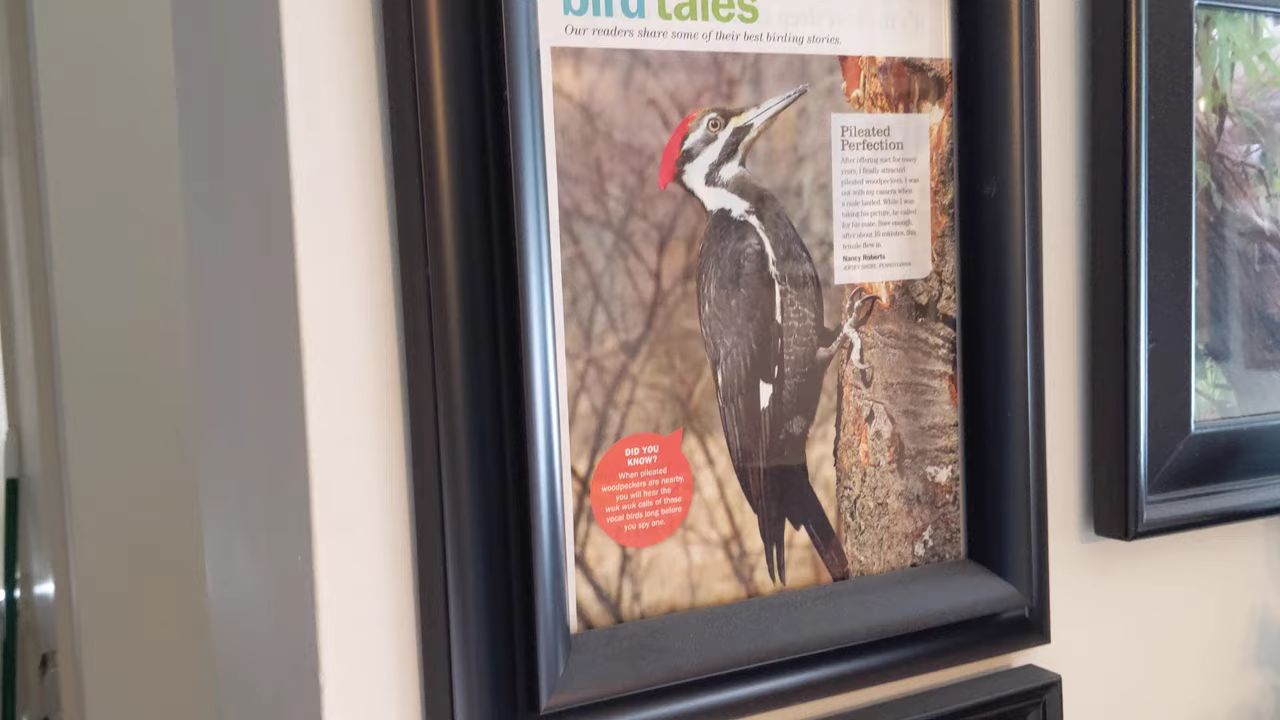 bird tales
Our readers share some of their best birding stories.
Pileated
Perfection
After offering suet for many
years, I finally attracted
pileated woodpeckers. I was
out with my camera when
a male landed. While I was
taking his picture, he called
for his mate. Sure enough,
after about 10 minutes, this
female flew in.
Nancy Roberts
JERSEY SHORE, PENNSYLVANIA
DID YOU
KNOW?
When pileated
woodpeckers are nearby,
you will hear the
wuk wuk calls of these
vocal birds long before
you spy one.